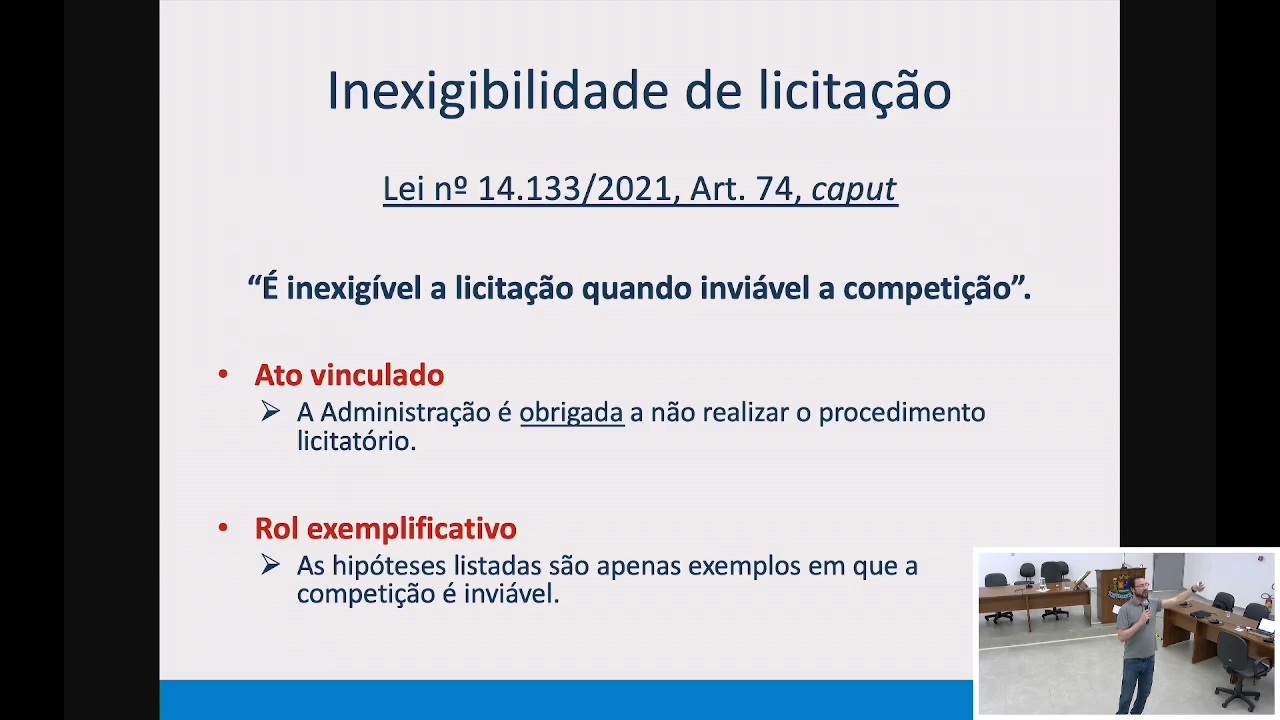 Inexigibilidade de licitação
Lei nº 14.133/2021, Art. 74, caput
“É inexigível a licitação quando inviável a competição”.
• Ato vinculado
➢ A Administração é obrigada a não realizar o procedimento
licitatório.
• Rol exemplificativo
➢ As hipóteses listadas são apenas exemplos em que a
competição é inviável.